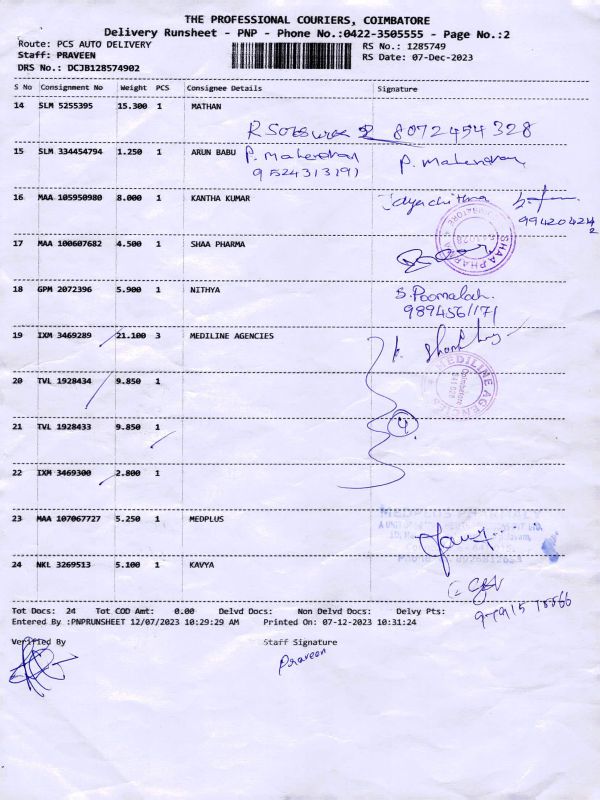 THE PROFESSIONAL COURIERS, COIMBATORE
Delivery Runsheet - PNP - Phone No.:0422-3505555 - Page No.:2
Route: PCS AUTO DELIVERY
RS No.: 1285749
Staff: PRAVEEN
RS Date: 07-Dec-2023
DRS No.: DCJB128574902
S No Consignment No Weight PCS Consignee Details Signature
14 SLM 5255395 15.300 1 MATHAN
8072454328
15 SLM 334454794 1.250 1 ARUN BABU P. Mahendran P. Mahendran
9524313191
16 MAA 105950980 8.000 1 KANTHA KUMAR
9942042142
17 MAA 100607682 4.500 1 SHAA PHARMA
SHAA PHARMA
18 GPM 2072396 5.900 1 NITHYA S. Poomalai
9894561171
19 IXM 3469289 21.100 3 MEDILINE AGENCIES
20 TVL 1928434 9.850 1
MEDILINE AGENCIES
21 TVL 1928433 9.850 1
22 IXM 3469300 2.800 1
MEDPLUS PHARMACY
23 MAA 107067727 5.250 1 MEDPLUS
24 NKL 3269513 5.100 1 KAVYA
Tot Docs: 24 Tot COD Amt: 0.00 Delvd Docs: Non Delvd Docs: Delvy Pts:
Entered By :PNPRUNSHEET 12/07/2023 10:29:29 AM Printed On: 07-12-2023 10:31:24
Verified By Staff Signature
Praveen